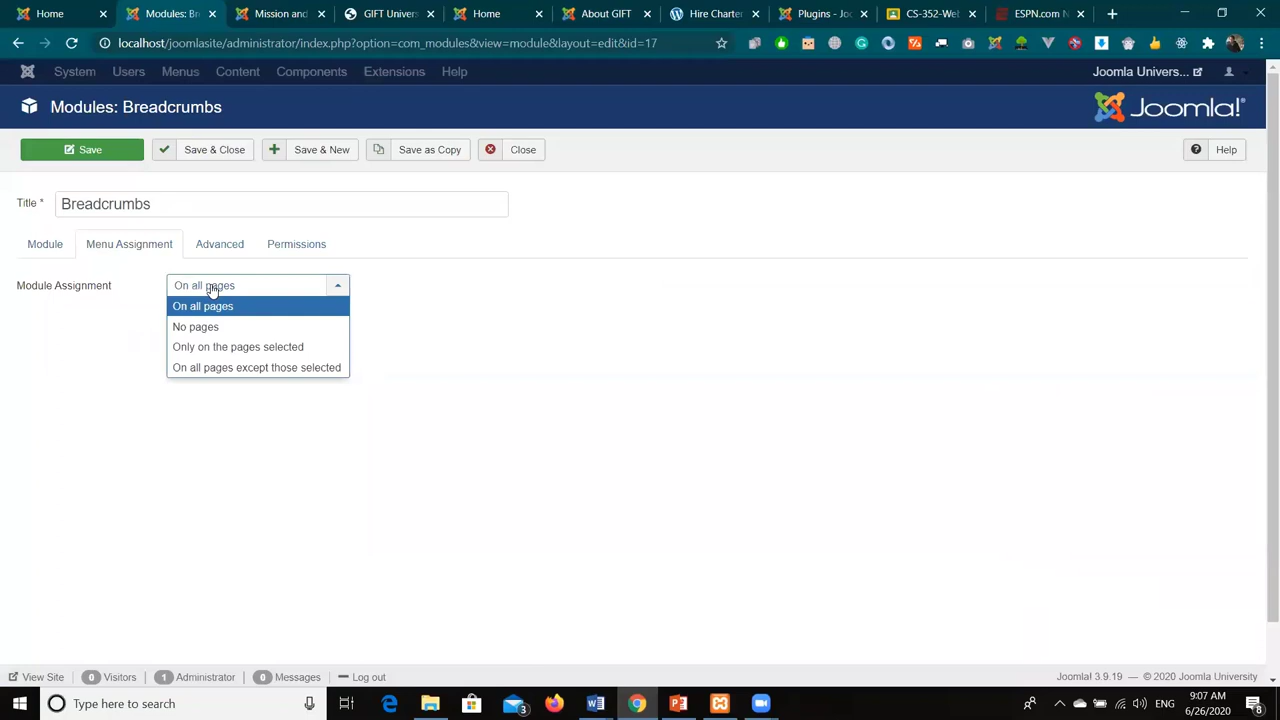 Home
Modules: Br
Mission and
GIFT Univer
Home
About GIFT
Hire Charter
Plugins - Joo
CS-352-Web
ESPN.com N
localhost/joomlasite/administrator/index.php?option=com_modules&view=module&layout=edit&id=17
System Users Menus Content Components Extensions Help
Joomla Univers...
Modules: Breadcrumbs
Joomla!
Save
Save & Close
Save & New
Save as Copy
Close
Help
Title *
Breadcrumbs
Module
Menu Assignment
Advanced
Permissions
Module Assignment
On all pages
On all pages
No pages
Only on the pages selected
On all pages except those selected
View Site
0 Visitors
1 Administrator
0 Messages
Log out
Joomla! 3.9.19 — © 2020 Joomla University
Type here to search
3
ENG
9:07 AM
6/26/2020
8